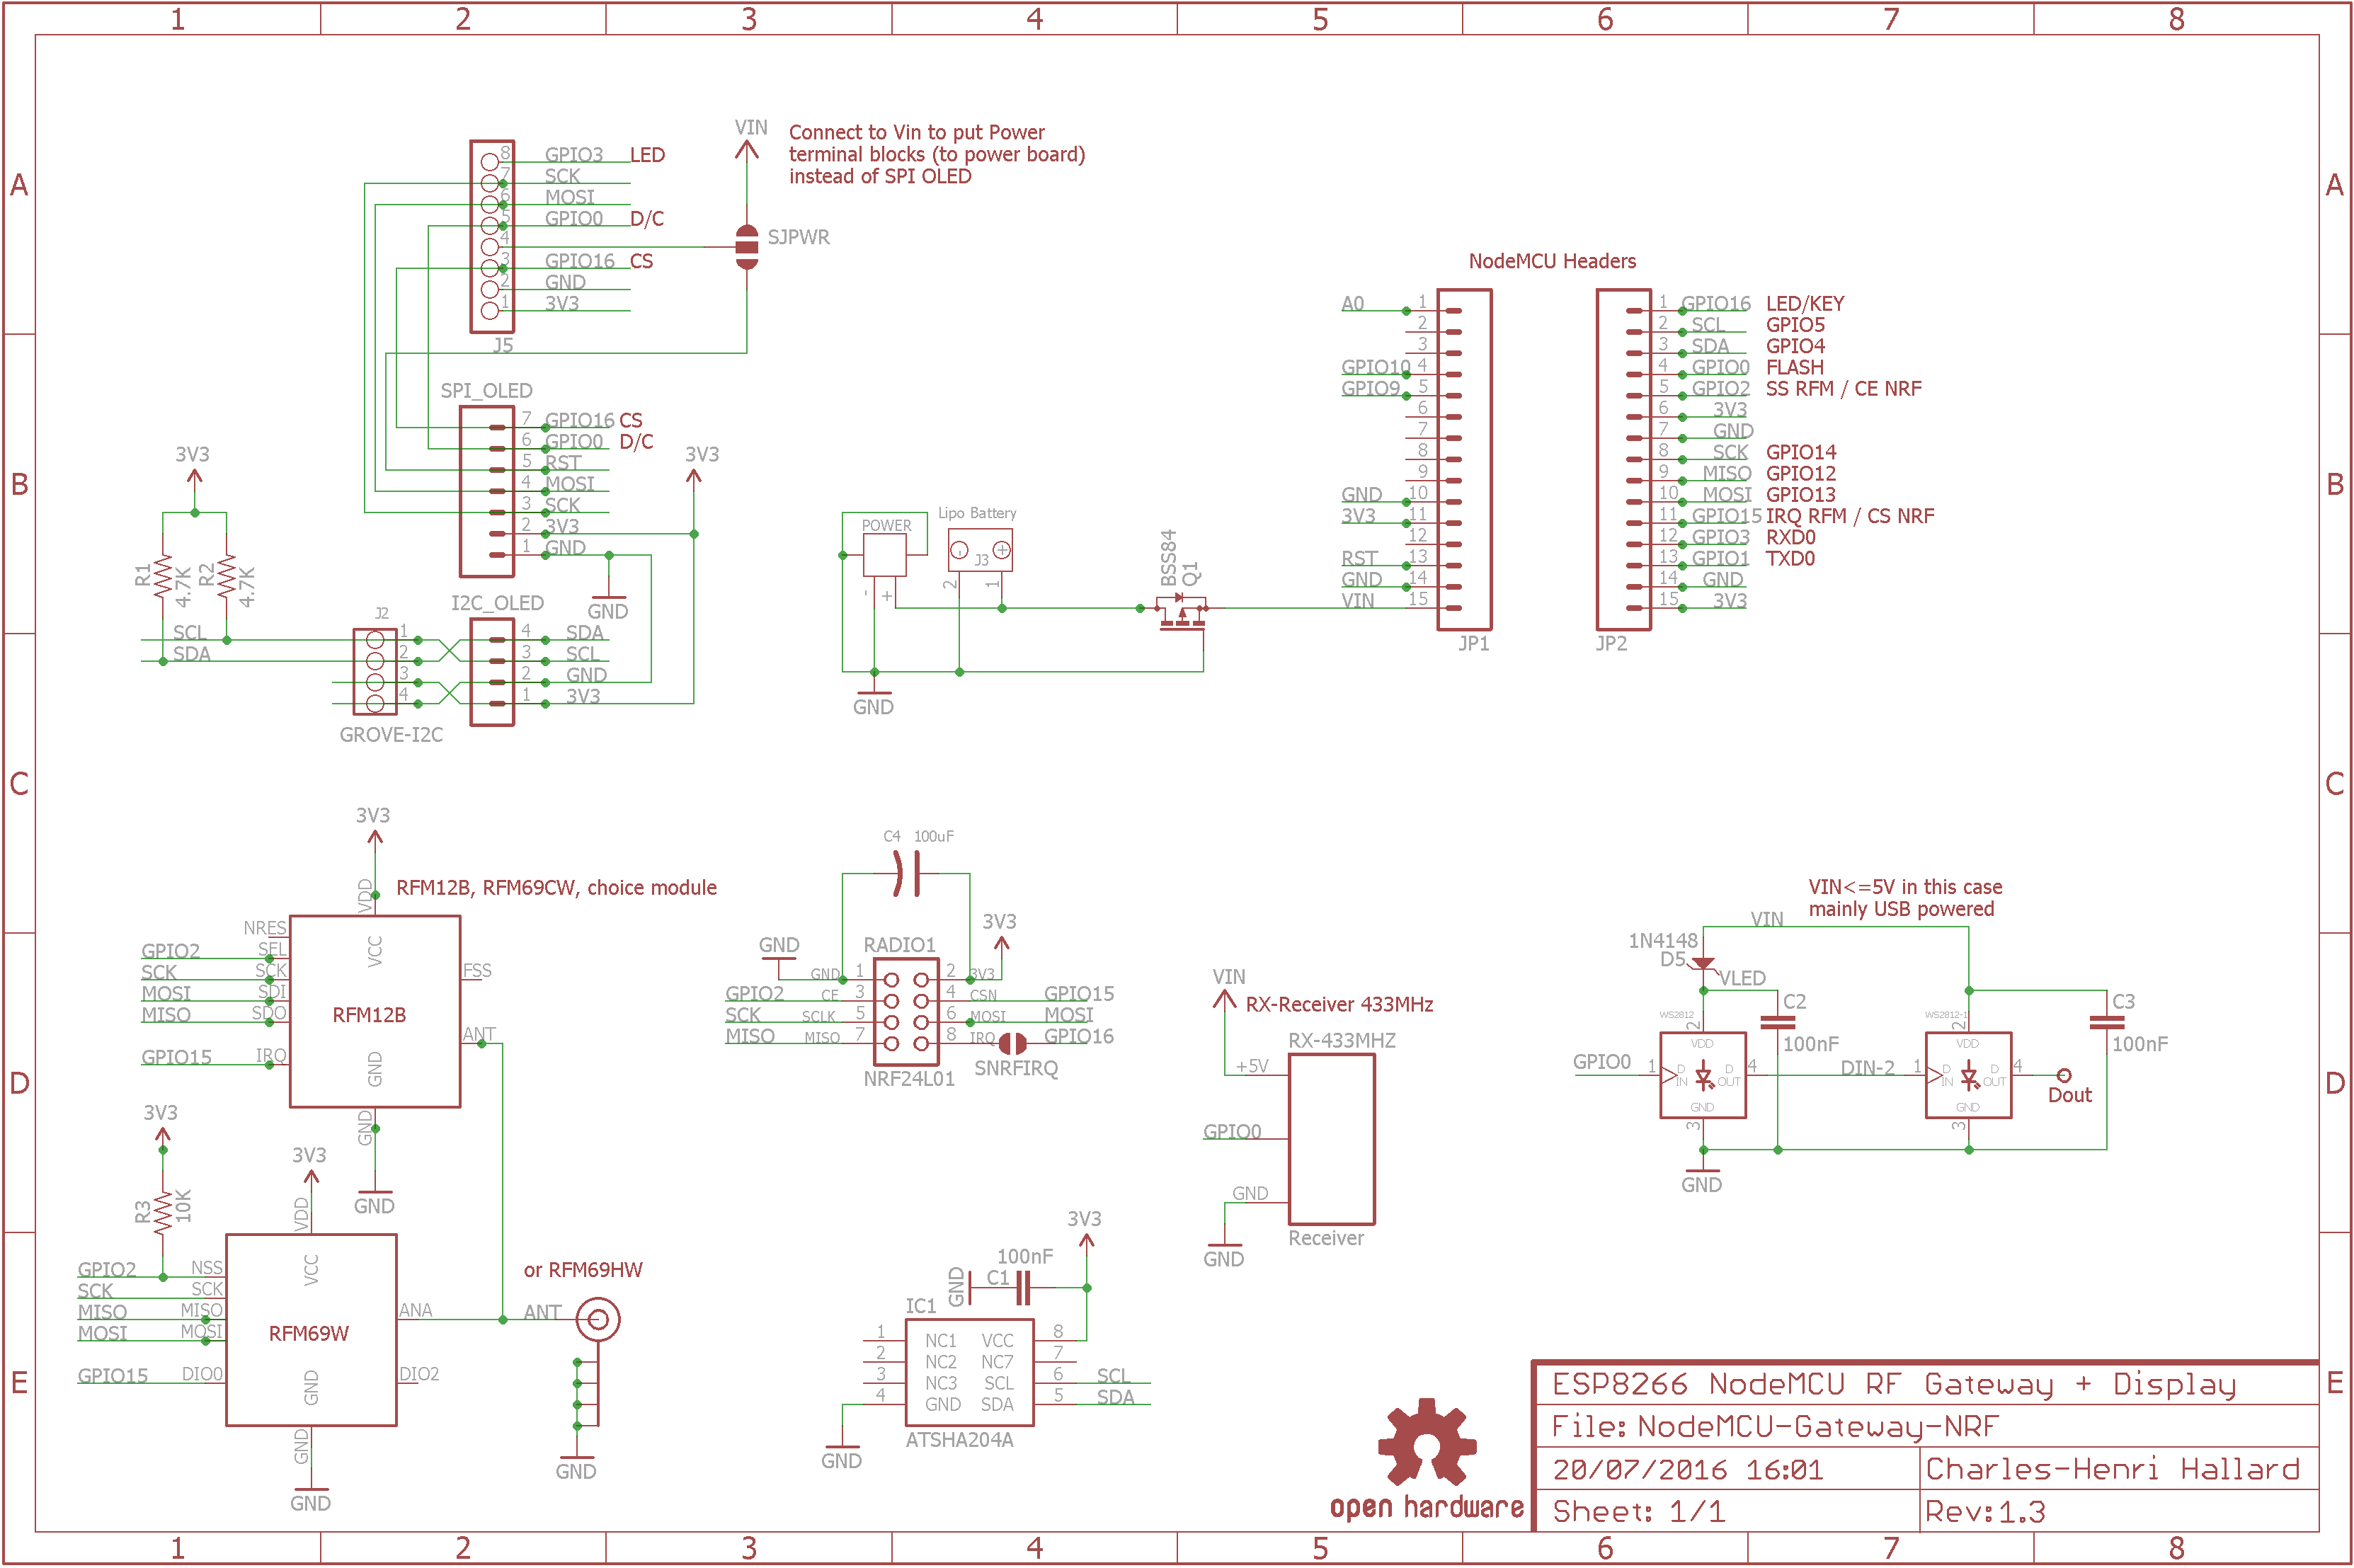 1 2 3 4 5 6 7 8
A
A
VIN
Connect to Vin to put Power
terminal blocks (to power board)
instead of SPI OLED
SJPWR
8 GPIO3 LED
7 SCK
6 MOSI
5 GPIO0 D/C
4
3 GPIO16 CS
2 GND
1 3V3
J5
SPI_OLED
7 GPIO16 CS
6 GPIO0 D/C
5 RST
4 MOSI
3 SCK
2 3V3
1 GND
3V3
GND
B
B
3V3
R1
4.7K
R2
4.7K
SCL
SDA
J2
1
2
3
4
GROVE-I2C
I2C_OLED
4 SDA
3 SCL
2 GND
1 3V3
POWER
- +
Lipo Battery
- +
J3
2 1
GND
BSS84
Q1
NodeMCU Headers
A0 1
2
3
GPIO10 4
GPIO9 5
6
7
8
9
GND 10
3V3 11
12
RST 13
GND 14
VIN 15
JP1
1 GPIO16 LED/KEY
2 SCL GPIO5
3 SDA GPIO4
4 GPIO0 FLASH
5 GPIO2 SS RFM / CE NRF
6 3V3
7 GND
8 SCK GPIO14
9 MISO GPIO12
10 MOSI GPIO13
11 GPIO15 IRQ RFM / CS NRF
12 GPIO3 RXD0
13 GPIO1 TXD0
14 GND
15 3V3
JP2
C
C
3V3
VDD
RFM12B, RFM69CW, choice module
NRES
GPIO2 SEL
SCK SCK
MOSI SDI
MISO SDO
GPIO15 IRQ
VCC
RFM12B
GND
FSS
ANT
GND
GND
C4 100uF
GND
RADIO1
3V3
GND 1 2 3V3
GPIO2 CE 3 4 CSN GPIO15
SCK SCLK 5 6 MOSI MOSI
MISO MISO 7 8 IRQ GPIO16
NRF24L01
SNRFIRQ
VIN
RX-Receiver 433MHz
RX-433MHZ
+5V
GPIO0
GND
GND
Receiver
VIN<=5V in this case
mainly USB powered
VIN
1N4148
D5
VLED
C2
100nF
C3
100nF
WS2812
2
VDD
GPIO0 1 D IN D OUT 4
GND
3
DIN-2
WS2812-1
2
VDD
1 D IN D OUT 4
GND
3
Dout
GND
D
D
3V3
R3
10K
3V3
VDD
GPIO2 NSS
SCK SCK
MISO MISO
MOSI MOSI
GPIO15 DIO0
VCC
RFM69W
GND
ANA
DIO2
GND
GND
or RFM69HW
ANT
GND
3V3
100nF
C1
GND
IC1
1 NC1 VCC 8
2 NC2 NC7 7
3 NC3 SCL 6 SCL
4 GND SDA 5 SDA
ATSHA204A
GND
E
E
open hardware
ESP8266 NodeMCU RF Gateway + Display
File: NodeMCU-Gateway-NRF
20/07/2016 16:01
Charles-Henri Hallard
Sheet: 1/1
Rev:1.3
1 2 3 4 5 6 7 8